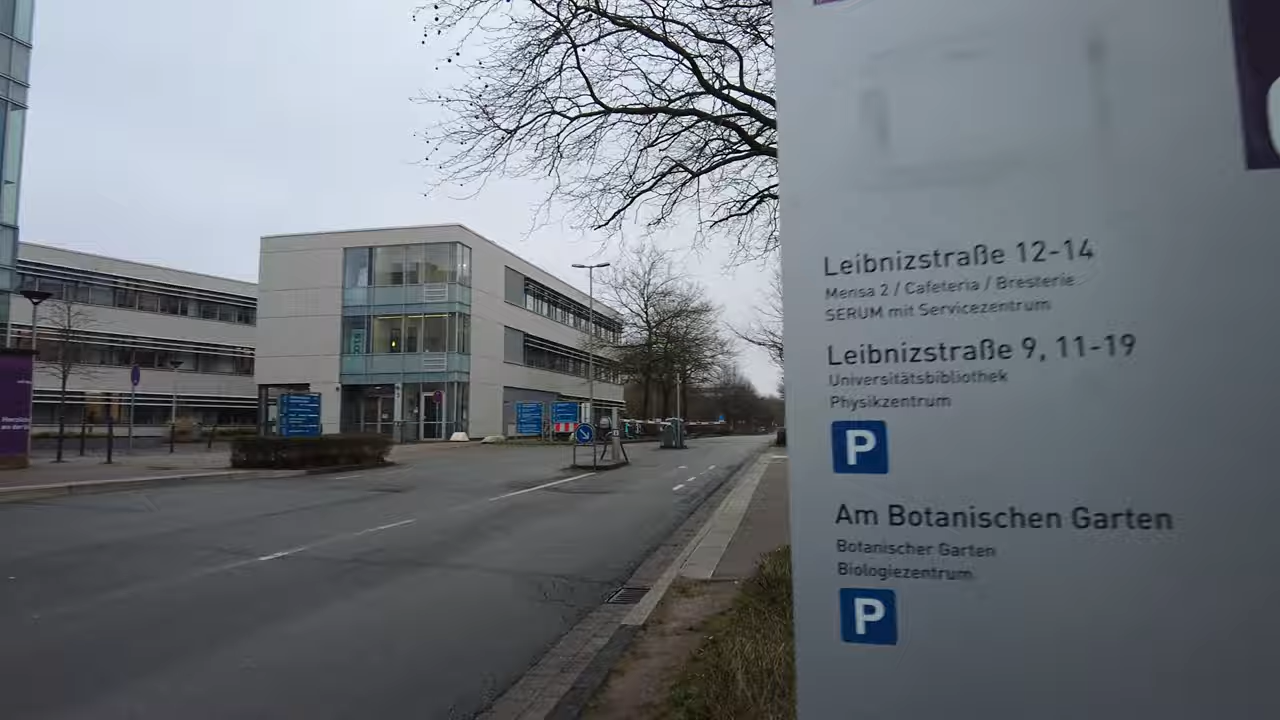 Leibnizstraße 12-14
Mensa 2 / Cafeteria / Bresterie
SERUM mit Servicezentrum
Leibnizstraße 9, 11-19
Universitätsbibliothek
Physikzentrum
P
Am Botanischen Garten
Botanischer Garten
Biologiezentrum
P